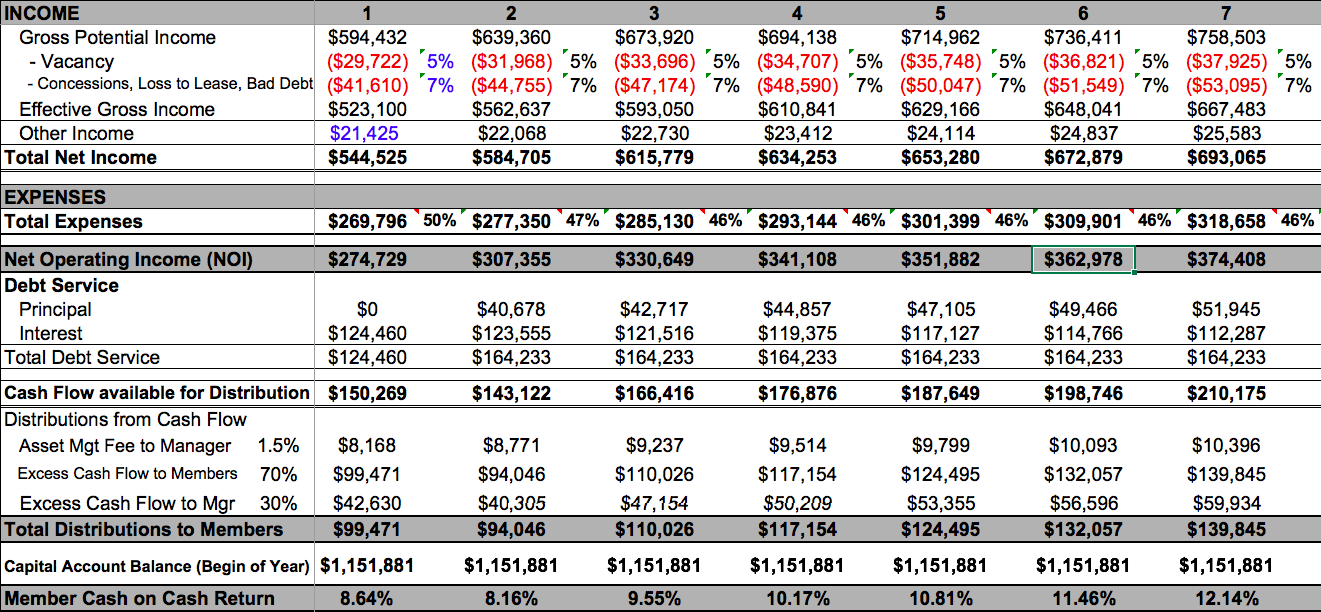 INCOME 1 2 3 4 5 6 7
Gross Potential Income $594,432 $639,360 $673,920 $694,138 $714,962 $736,411 $758,503
- Vacancy ($29,722) 5% ($31,968) 5% ($33,696) 5% ($34,707) 5% ($35,748) 5% ($36,821) 5% ($37,925) 5%
- Concessions, Loss to Lease, Bad Debt ($41,610) 7% ($44,755) 7% ($47,174) 7% ($48,590) 7% ($50,047) 7% ($51,549) 7% ($53,095) 7%
Effective Gross Income $523,100 $562,637 $593,050 $610,841 $629,166 $648,041 $667,483
Other Income $21,425 $22,068 $22,730 $23,412 $24,114 $24,837 $25,583
Total Net Income $544,525 $584,705 $615,779 $634,253 $653,280 $672,879 $693,065
EXPENSES
Total Expenses $269,796 50% $277,350 47% $285,130 46% $293,144 46% $301,399 46% $309,901 46% $318,658 46%
Net Operating Income (NOI) $274,729 $307,355 $330,649 $341,108 $351,882 $362,978 $374,408
Debt Service
Principal $0 $40,678 $42,717 $44,857 $47,105 $49,466 $51,945
Interest $124,460 $123,555 $121,516 $119,375 $117,127 $114,766 $112,287
Total Debt Service $124,460 $164,233 $164,233 $164,233 $164,233 $164,233 $164,233
Cash Flow available for Distribution $150,269 $143,122 $166,416 $176,876 $187,649 $198,746 $210,175
Distributions from Cash Flow
Asset Mgt Fee to Manager 1.5% $8,168 $8,771 $9,237 $9,514 $9,799 $10,093 $10,396
Excess Cash Flow to Members 70% $99,471 $94,046 $110,026 $117,154 $124,495 $132,057 $139,845
Excess Cash Flow to Mgr 30% $42,630 $40,305 $47,154 $50,209 $53,355 $56,596 $59,934
Total Distributions to Members $99,471 $94,046 $110,026 $117,154 $124,495 $132,057 $139,845
Capital Account Balance (Begin of Year) $1,151,881 $1,151,881 $1,151,881 $1,151,881 $1,151,881 $1,151,881 $1,151,881
Member Cash on Cash Return 8.64% 8.16% 9.55% 10.17% 10.81% 11.46% 12.14%